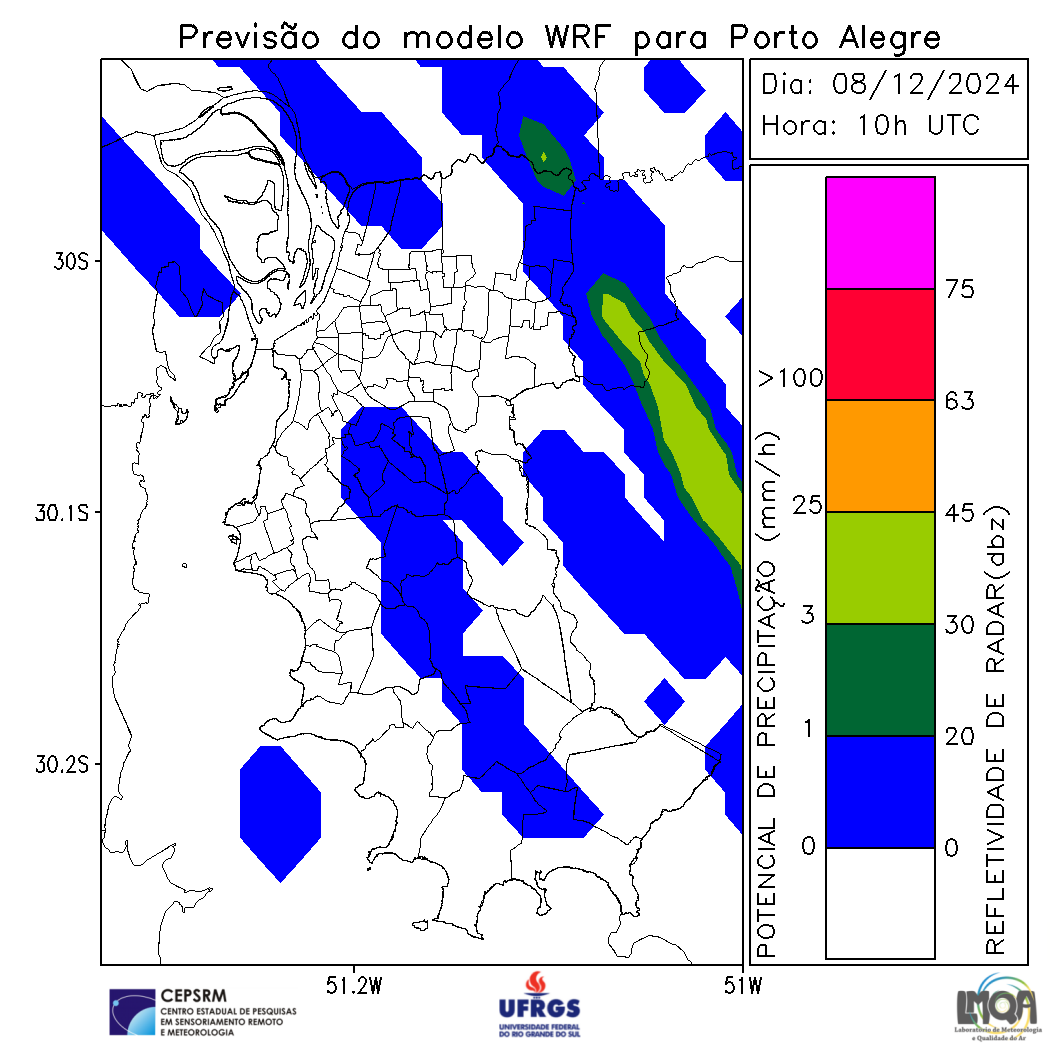 Previsão do modelo WRF para Porto Alegre
Dia: 08/12/2024
Hora: 10h UTC
30S
30.1S
30.2S
51.2W
51W
POTENCIAL DE PRECIPITAÇÃO (mm/h)
>100
25
3
1
0
75
63
45
30
20
0
REFLETIVIDADE DE RADAR(dbz)
CEPSRM
CENTRO ESTADUAL DE PESQUISAS
EM SENSORIAMENTO REMOTO
E METEOROLOGIA
UFRGS
UNIVERSIDADE FEDERAL
DO RIO GRANDE DO SUL
LMQA
Laboratório de Meteorologia
e Qualidade do Ar